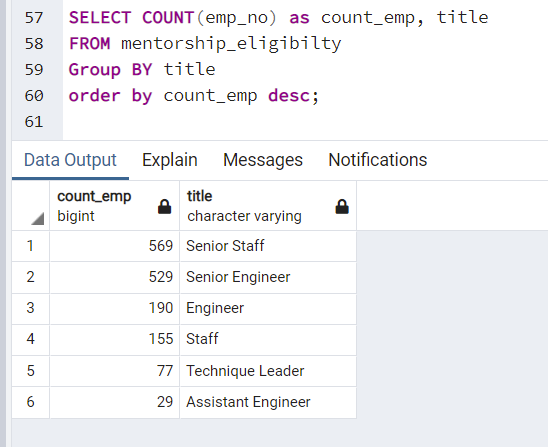 57 SELECT COUNT(emp_no) as count_emp, title
58 FROM mentorship_eligibilty
59 Group BY title
60 order by count_emp desc;
61
Data Output Explain Messages Notifications
count_emp title
bigint character varying
1 569 Senior Staff
2 529 Senior Engineer
3 190 Engineer
4 155 Staff
5 77 Technique Leader
6 29 Assistant Engineer